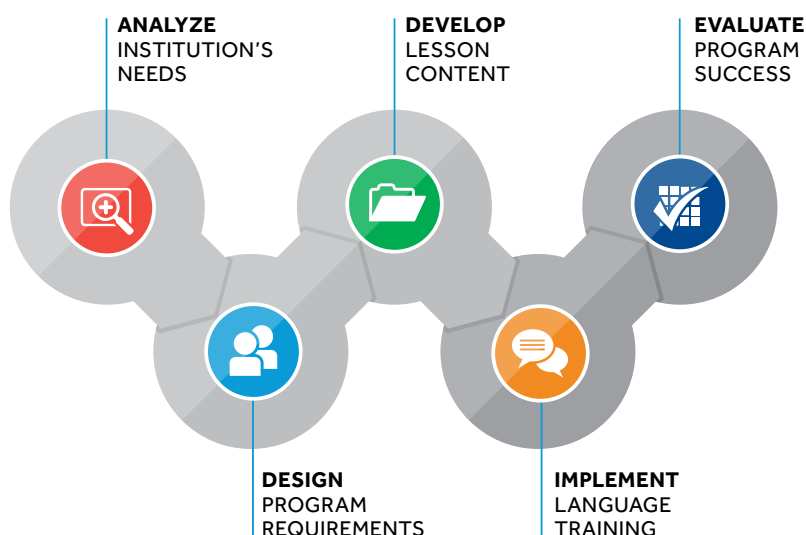 ANALYZE
INSTITUTION'S
NEEDS
DEVELOP
LESSON
CONTENT
EVALUATE
PROGRAM
SUCCESS
DESIGN
PROGRAM
REQUIREMENTS
IMPLEMENT
LANGUAGE
TRAINING